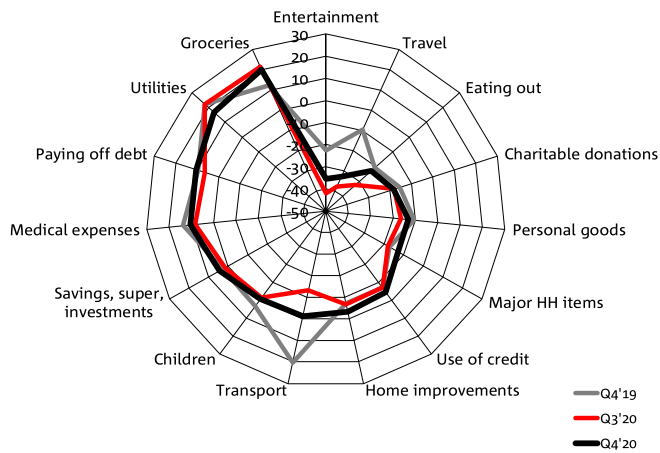 Entertainment
30
Groceries
Travel
20
Utilities
10
Eating out
0
-10
Paying off debt
-20
Charitable donations
-30
-40
-50
Medical expenses
Personal goods
Savings, super,
investments
Major HH items
Children
Use of credit
Transport
Home improvements
Q4'19
Q3'20
Q4'20